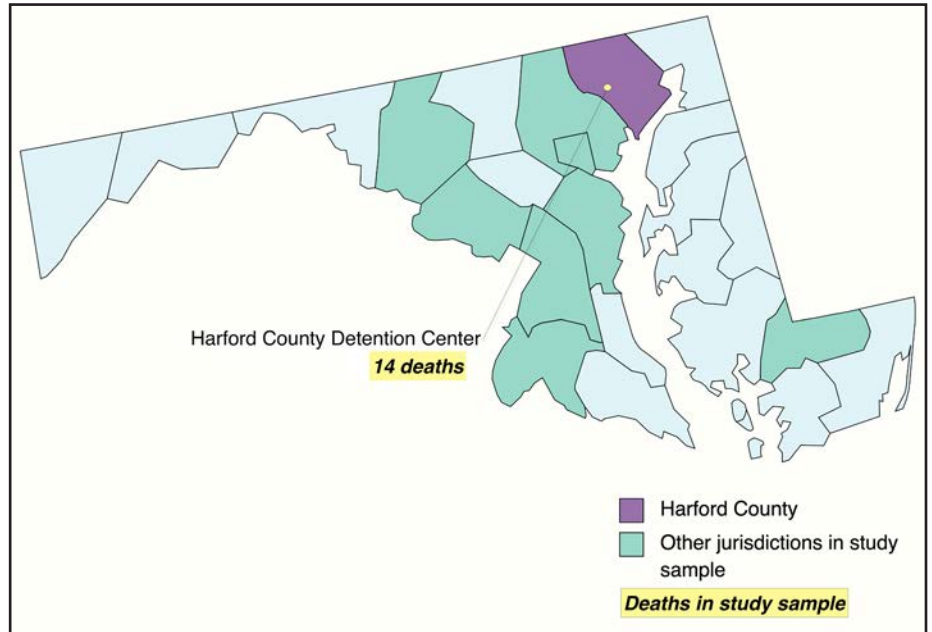 Harford County Detention Center
14 deaths
Harford County
Other jurisdictions in study
sample
Deaths in study sample